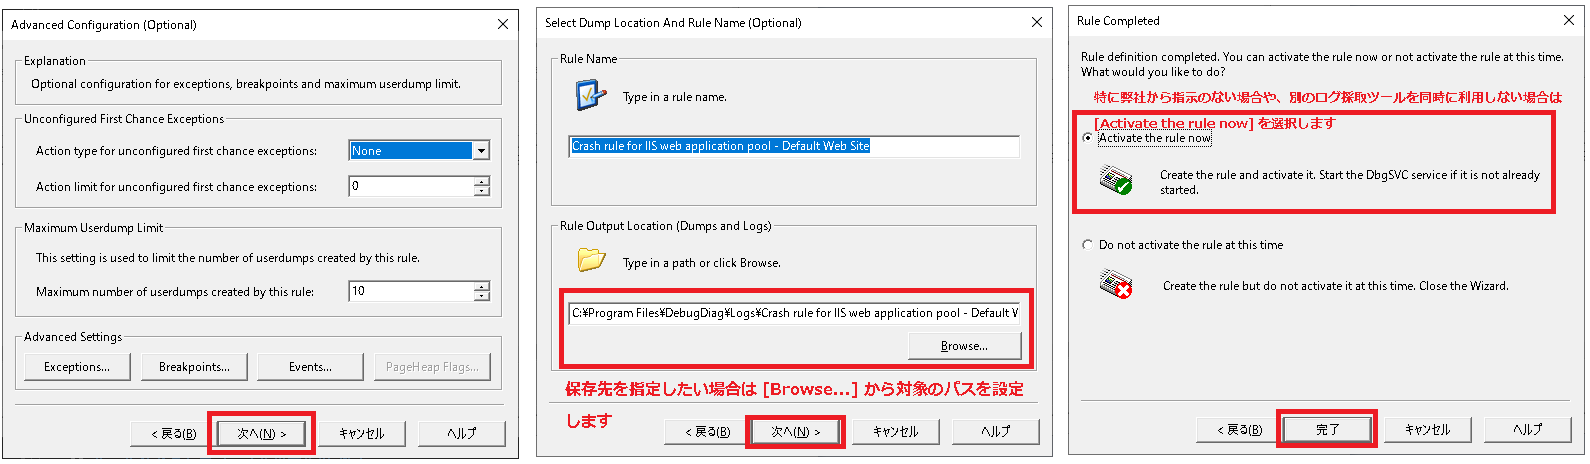 Advanced Configuration (Optional)
Explanation
Optional configuration for exceptions, breakpoints and maximum userdump limit.
Unconfigured First Chance Exceptions
Action type for unconfigured first chance exceptions:
None
Action limit for unconfigured first chance exceptions:
0
Maximum Userdump Limit
This setting is used to limit the number of userdumps created by this rule.
Maximum number of userdumps created by this rule:
10
Advanced Settings
Exceptions...
Breakpoints...
Events...
PageHeap Flags...
< 戻る(B)
次へ(N) >
キャンセル
ヘルプ
Select Dump Location And Rule Name (Optional)
Rule Name
Type in a rule name.
Crash rule for IIS web application pool - Default Web Site
Rule Output Location (Dumps and Logs)
Type in a path or click Browse.
C:¥Program Files¥DebugDiag¥Logs¥Crash rule for IIS web application pool - Default V
Browse...
保存先を指定したい場合は [Browse...] から対象のパスを設定
します
< 戻る(B)
次へ(N) >
キャンセル
ヘルプ
Rule Completed
Rule definition completed. You can activate the rule now or not activate the rule at this time.
What would you like to do?
特に弊社から指示のない場合や、別のログ採取ツールを同時に利用しない場合は
[Activate the rule now] を選択します
Activate the rule now
Create the rule and activate it. Start the DbgSVC service if it is not already
started.
Do not activate the rule at this time
Create the rule but do not activate it at this time. Close the Wizard.
< 戻る(B)
完了
キャンセル
ヘルプ